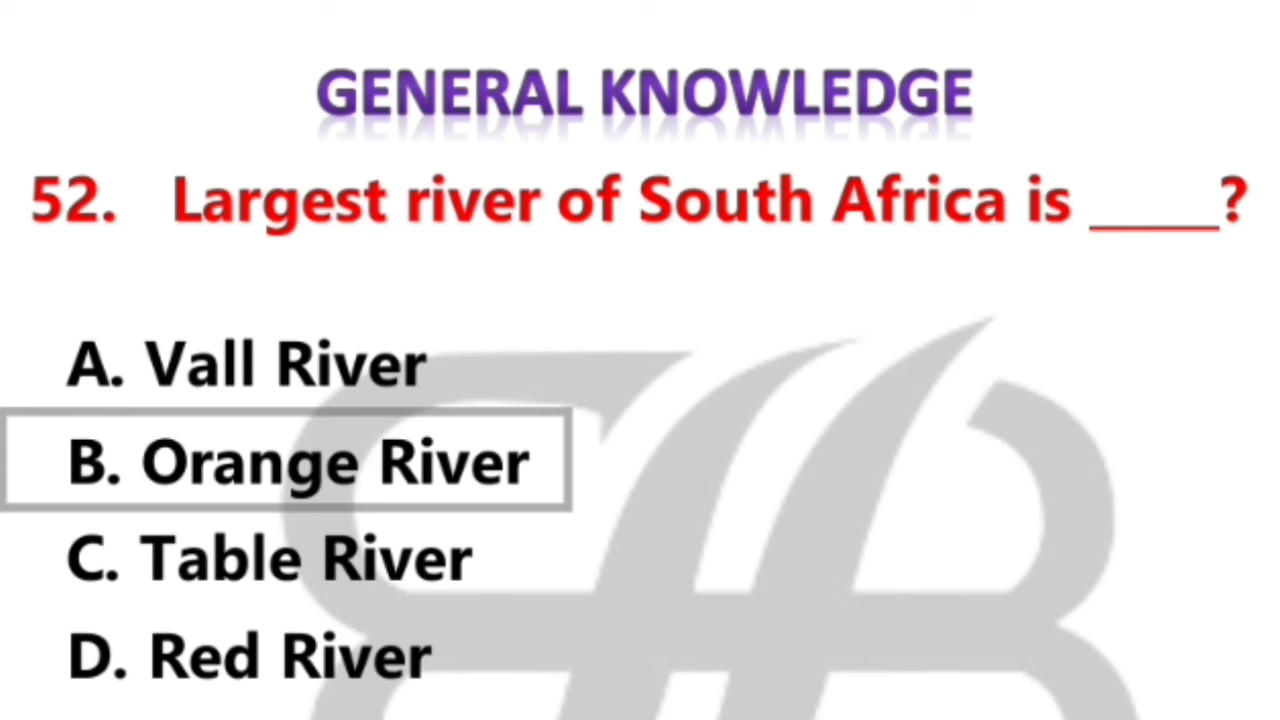 GENERAL KNOWLEDGE
52. Largest river of South Africa is _____?
A. Vall River
B. Orange River
C. Table River
D. Red River